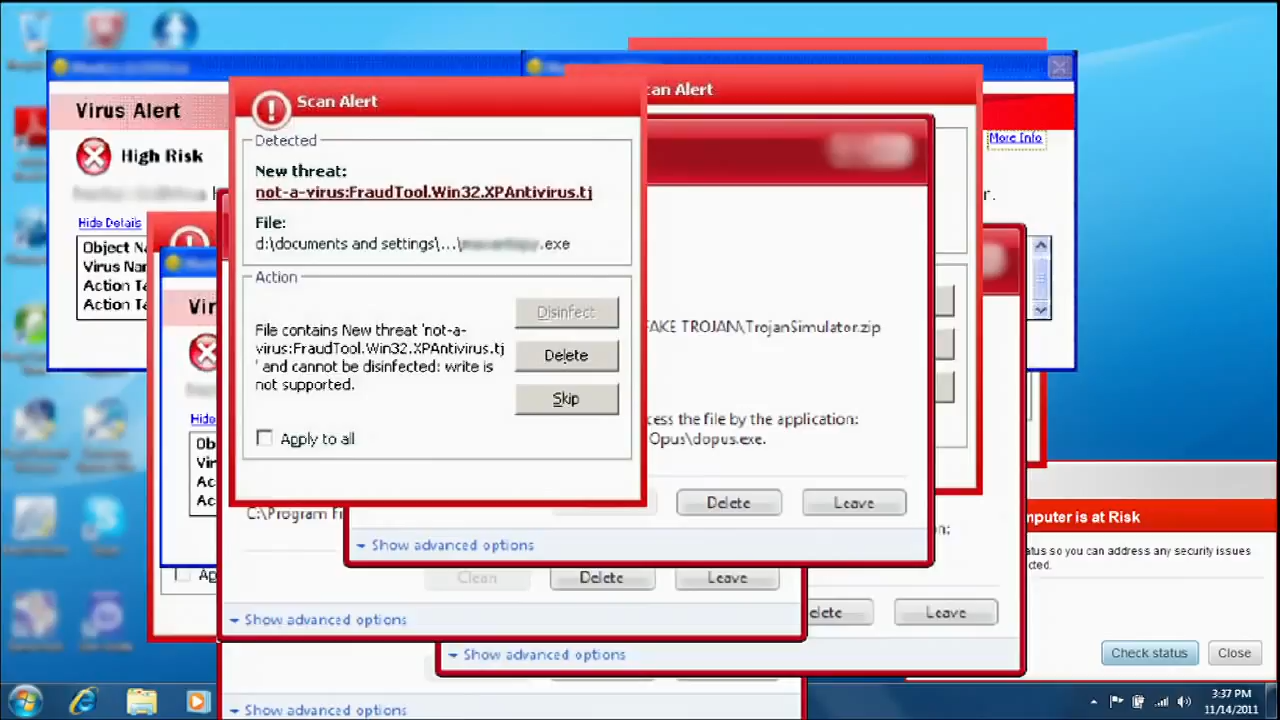 Virus Alert
High Risk
Hide Details
Object Na
Virus Nam
Action Ta
Action Ta
Scan Alert
Detected
New threat:
not-a-virus:FraudTool.Win32.XPAntivirus.tj
File:
d:\documents and settings\...\ .exe
Action
File contains New threat 'not-a-
virus:FraudTool.Win32.XPAntivirus.tj
' and cannot be disinfected: write is
not supported.
Disinfect
Delete
Skip
Apply to all
can Alert
More Info
r.
FAKE TROJAN\TrojanSimulator.zip
cess the file by the application:
Opus\dopus.exe.
Delete
Leave
Show advanced options
Viru
Hide
Ob
Vir
Ac
Ac
Ap
C:\Program Fi
Clean
Delete
Leave
Show advanced options
on:
elete
Leave
Show advanced options
Show advanced options
mputer is at Risk
atus so you can address any security issues
cted.
Check status
Close
3:37 PM
11/14/2011